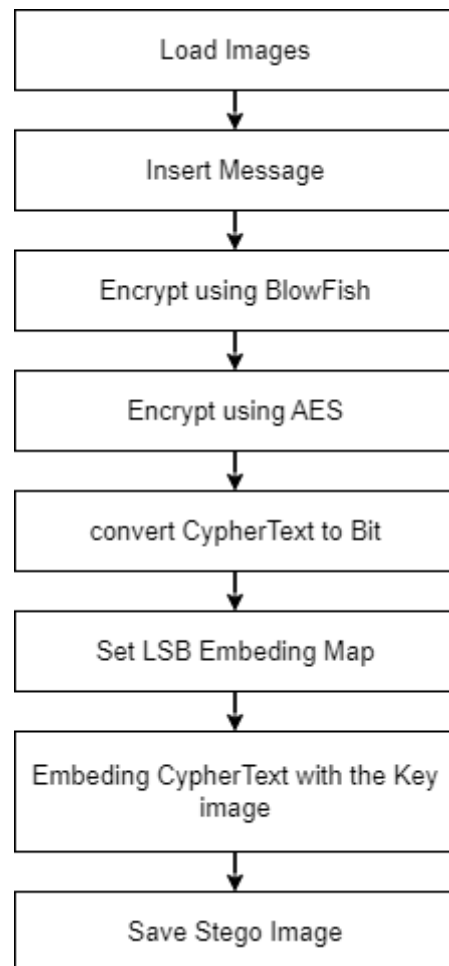 Load Images
Insert Message
Encrypt using BlowFish
Encrypt using AES
convert CypherText to Bit
Set LSB Embeding Map
Embeding CypherText with the Key
image
Save Stego Image